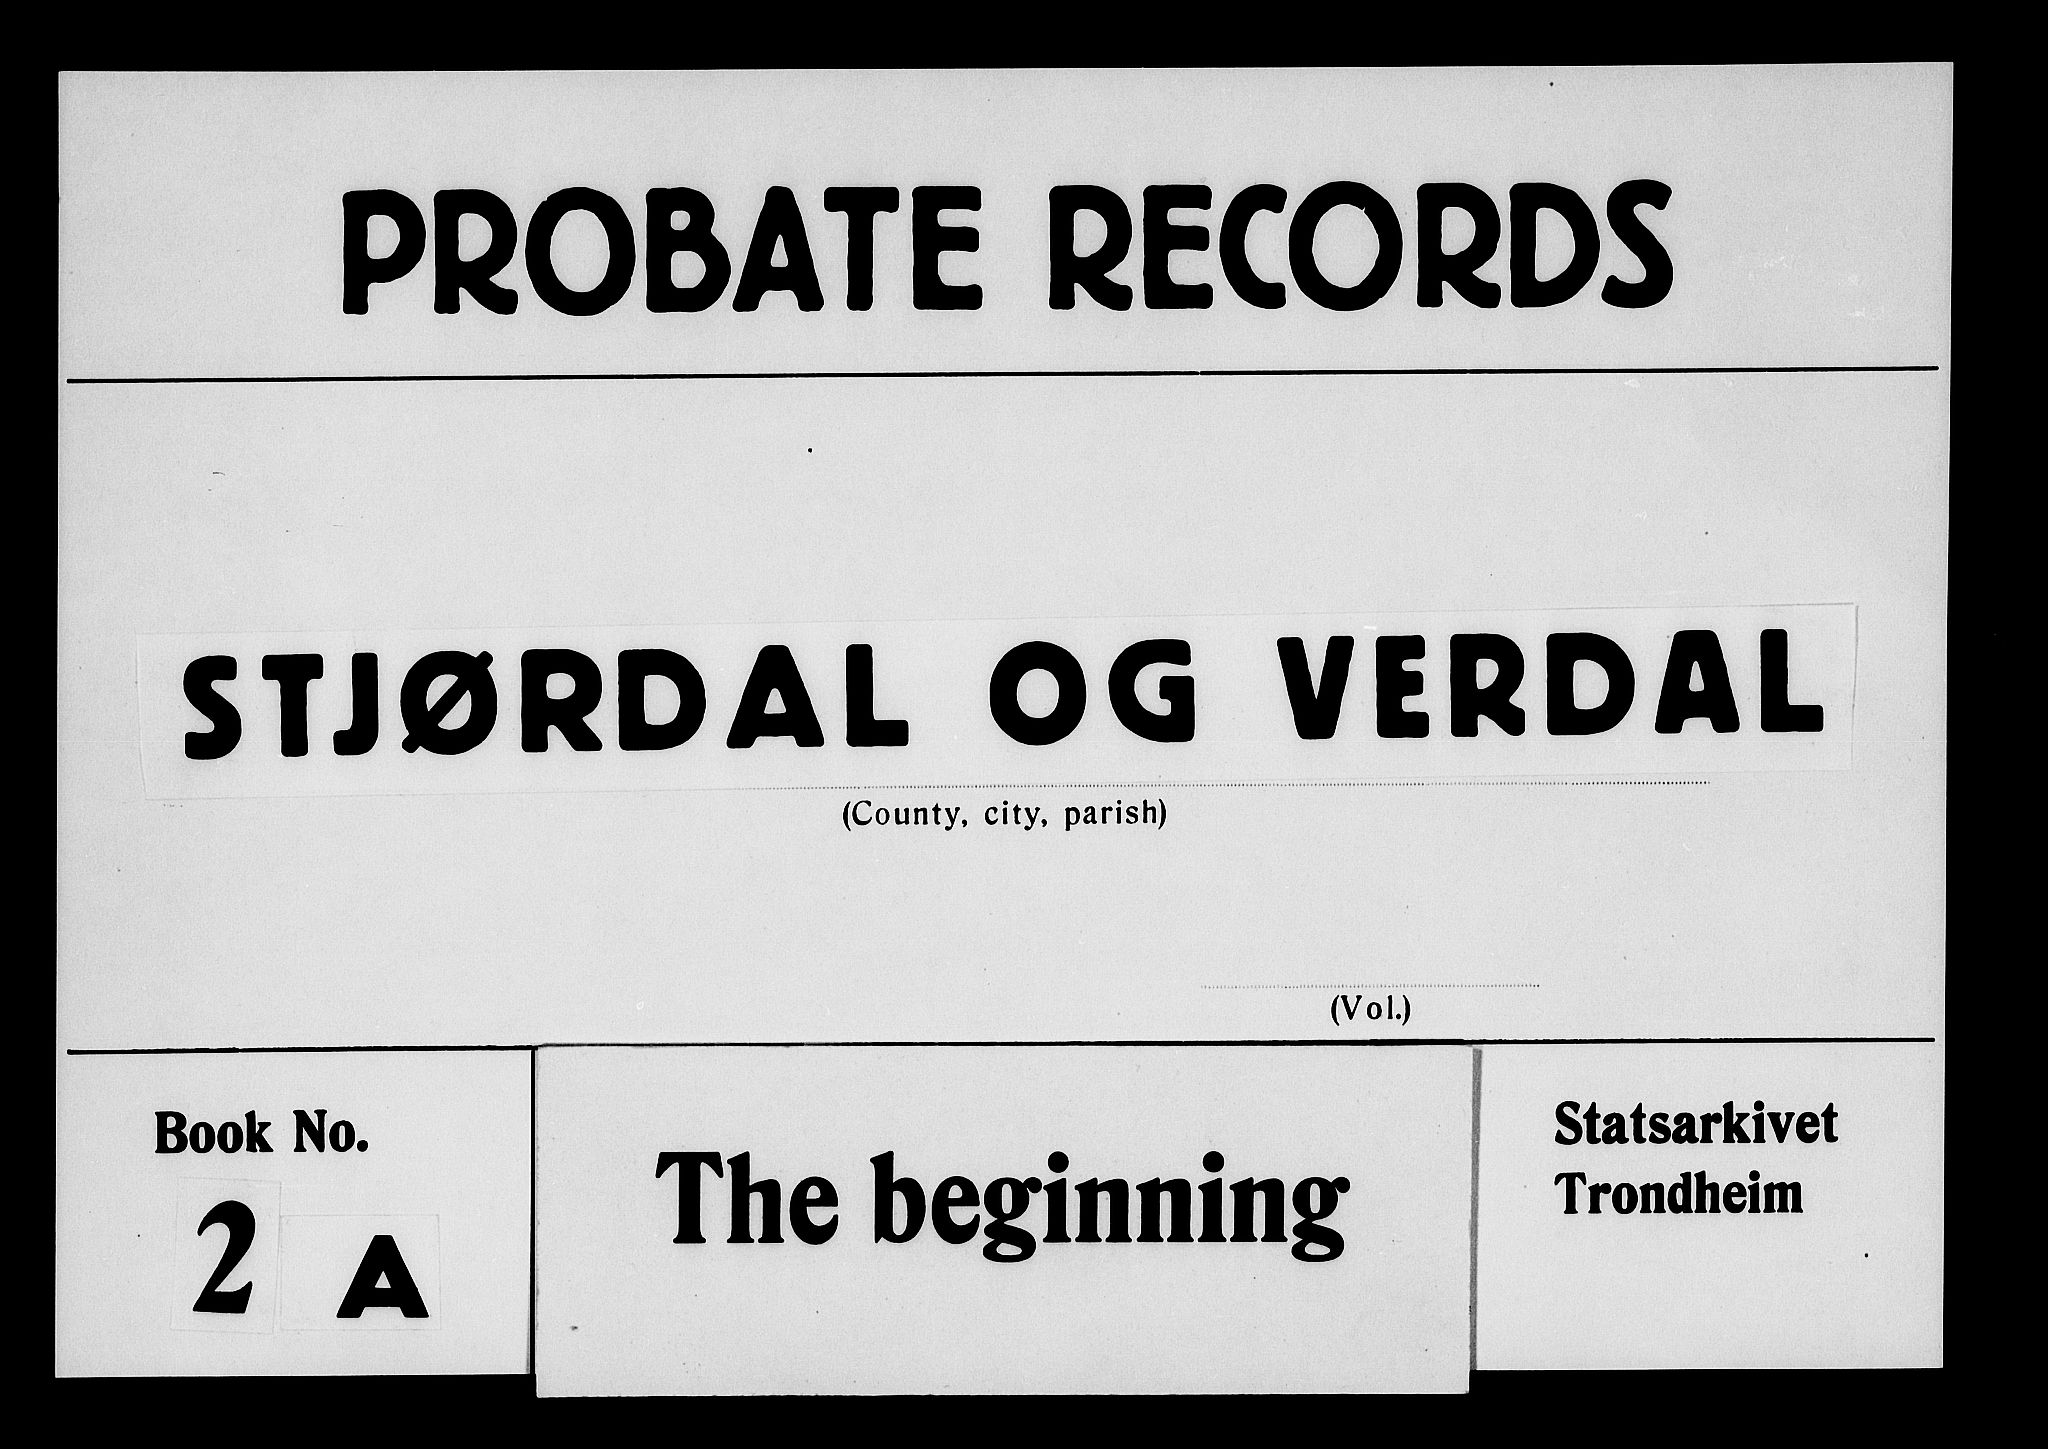 PROBATE RECORDS
STJØRDAL OG VERDAL
(County, city, parish)
(Vol.)
Book No.
2 A
The beginning
Statsarkivet
Trondheim